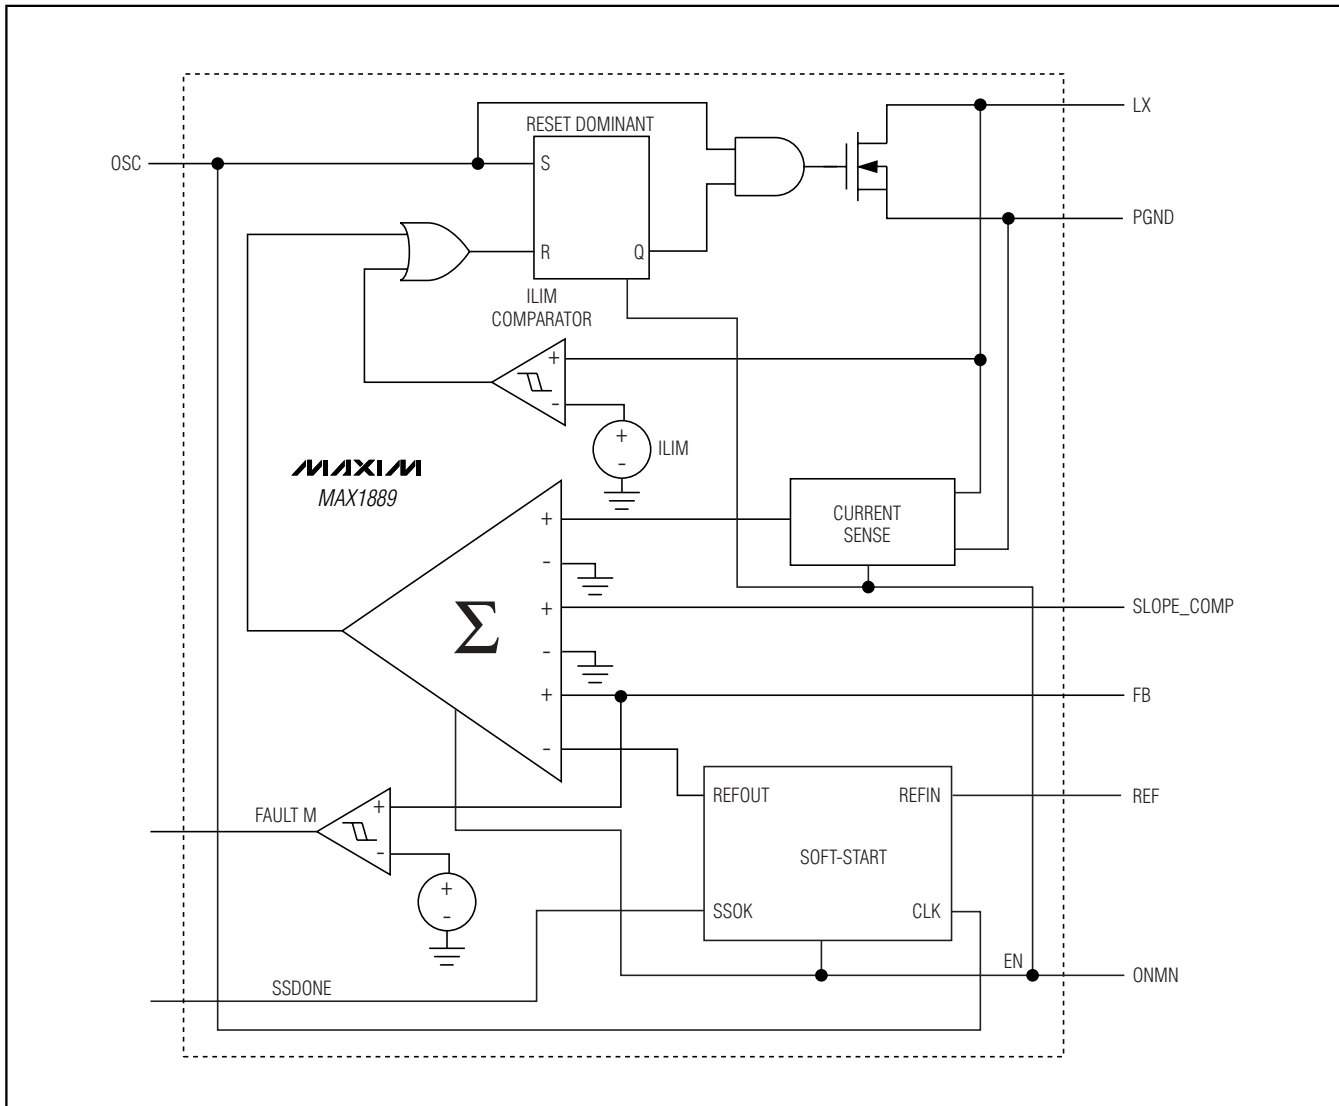 LX
RESET DOMINANT
OSC
S
PGND
R
Q
ILIM
COMPARATOR
+
-
+
-
ILIM
MAXIM
MAX1889
+
CURRENT
SENSE
-
+
SLOPE_COMP
Σ
-
+
FB
-
REFOUT
REFIN
REF
FAULT M
+
-
SOFT-START
+
-
SSOK
CLK
EN
ONMN
SSDONE